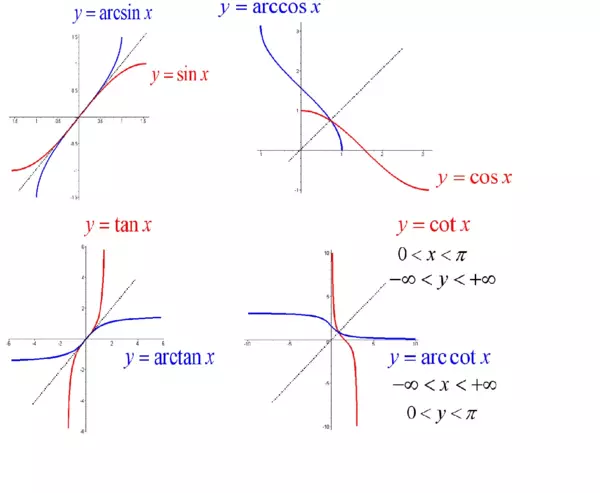 y = arcsin x
y = arccos x
y = sin x
y = cos x
y = tan x
y = cot x
0 < x < π
−∞ < y < +∞
y = arctan x
y = arc cot x
−∞ < x < +∞
0 < y < π